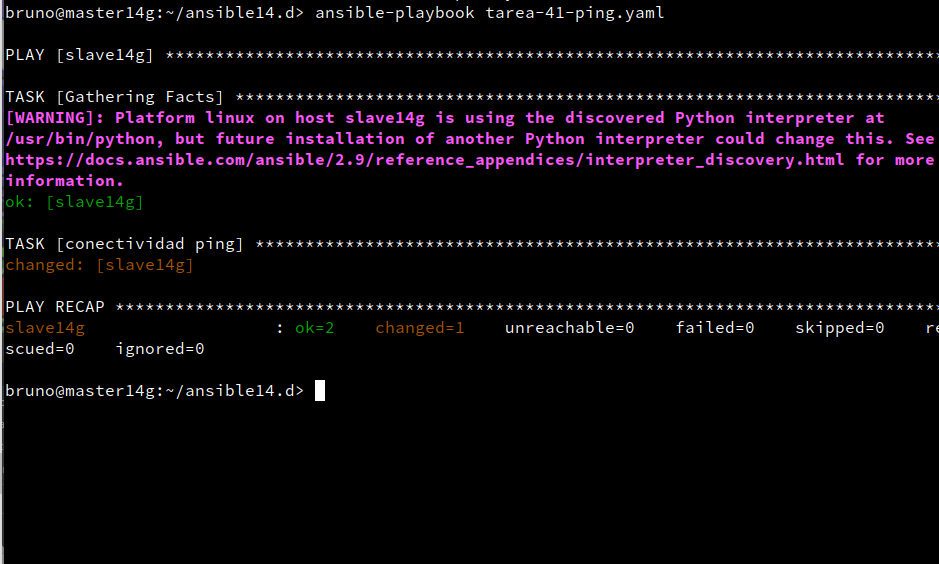 bruno@master14g:~/ansible14.d> ansible-playbook tarea-41-ping.yaml
PLAY [slave14g] ******************************************************************************
TASK [Gathering Facts] ***********************************************************************
[WARNING]: Platform linux on host slave14g is using the discovered Python interpreter at
/usr/bin/python, but future installation of another Python interpreter could change this. See
https://docs.ansible.com/ansible/2.9/reference_appendices/interpreter_discovery.html for more
information.
ok: [slave14g]
TASK [conectividad ping] *********************************************************************
changed: [slave14g]
PLAY RECAP ***********************************************************************************
slave14g                   : ok=2    changed=1    unreachable=0    failed=0    skipped=0    re
scued=0    ignored=0
bruno@master14g:~/ansible14.d>